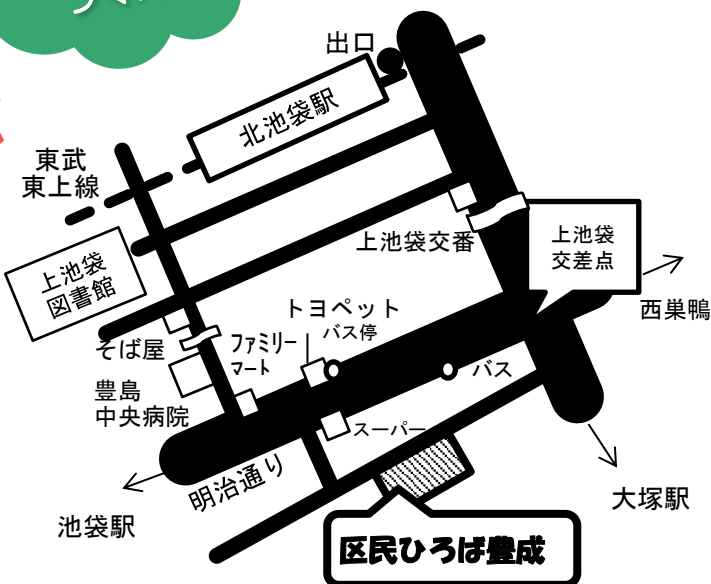 出口
北池袋駅
東武
東上線
上池袋
図書館
上池袋交番
上池袋
交差点
西巣鴨
トヨペット
バス停
そば屋
ファミリー
マート
豊島
中央病院
バス
スーパー
明治通り
池袋駅
大塚駅
区民ひろば豊成